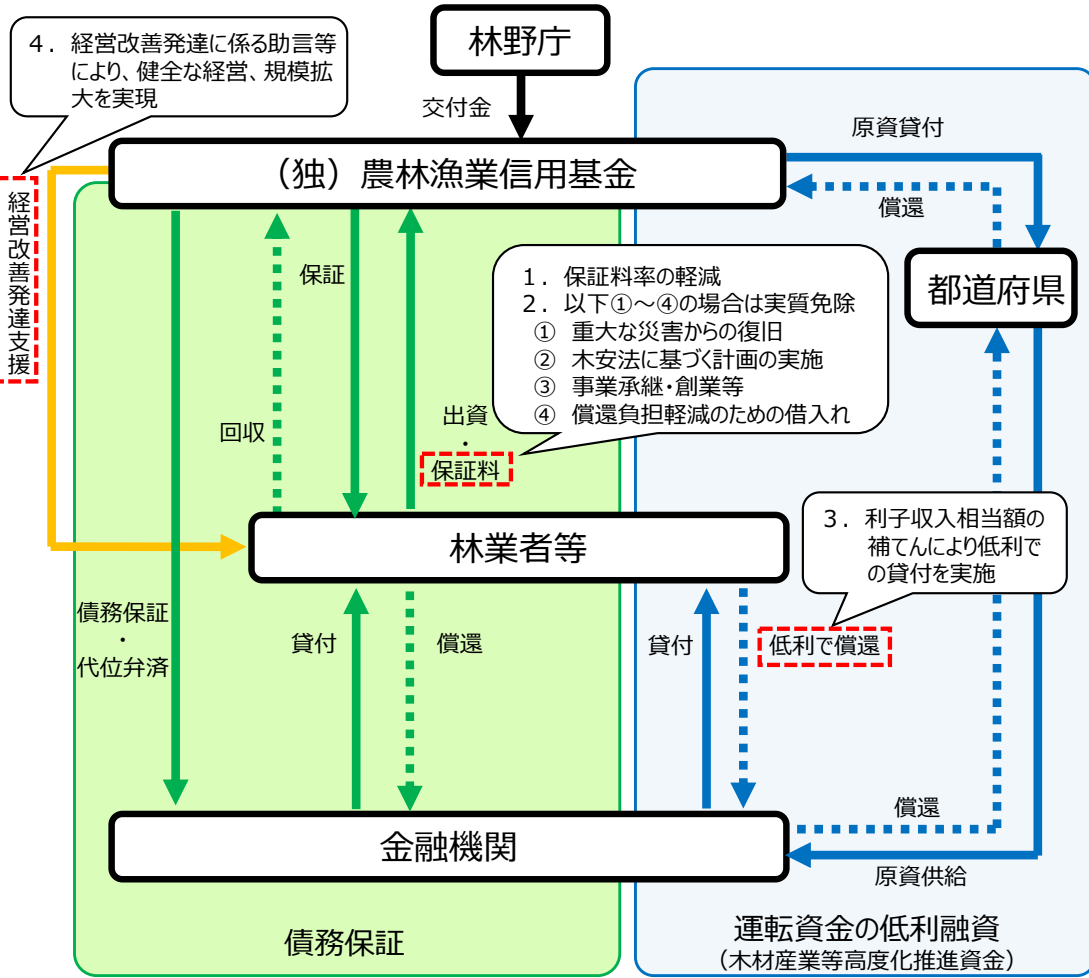 林野庁
4．経営改善発達に係る助言等
により、健全な経営、規模拡
大を実現
交付金
原資貸付
（独）農林漁業信用基金
償還
経営改善発達支援
保証
1．保証料率の軽減
2．以下①～④の場合は実質免除
① 重大な災害からの復旧
② 木安法に基づく計画の実施
③ 事業承継・創業等
④ 償還負担軽減のための借入れ
都道府県
回収
出資
・
保証料
林業者等
3．利子収入相当額の
補てんにより低利で
の貸付を実施
債務保証
・
代位弁済
貸付
償還
貸付
低利で償還
償還
金融機関
原資供給
債務保証
運転資金の低利融資
（木材産業等高度化推進資金）